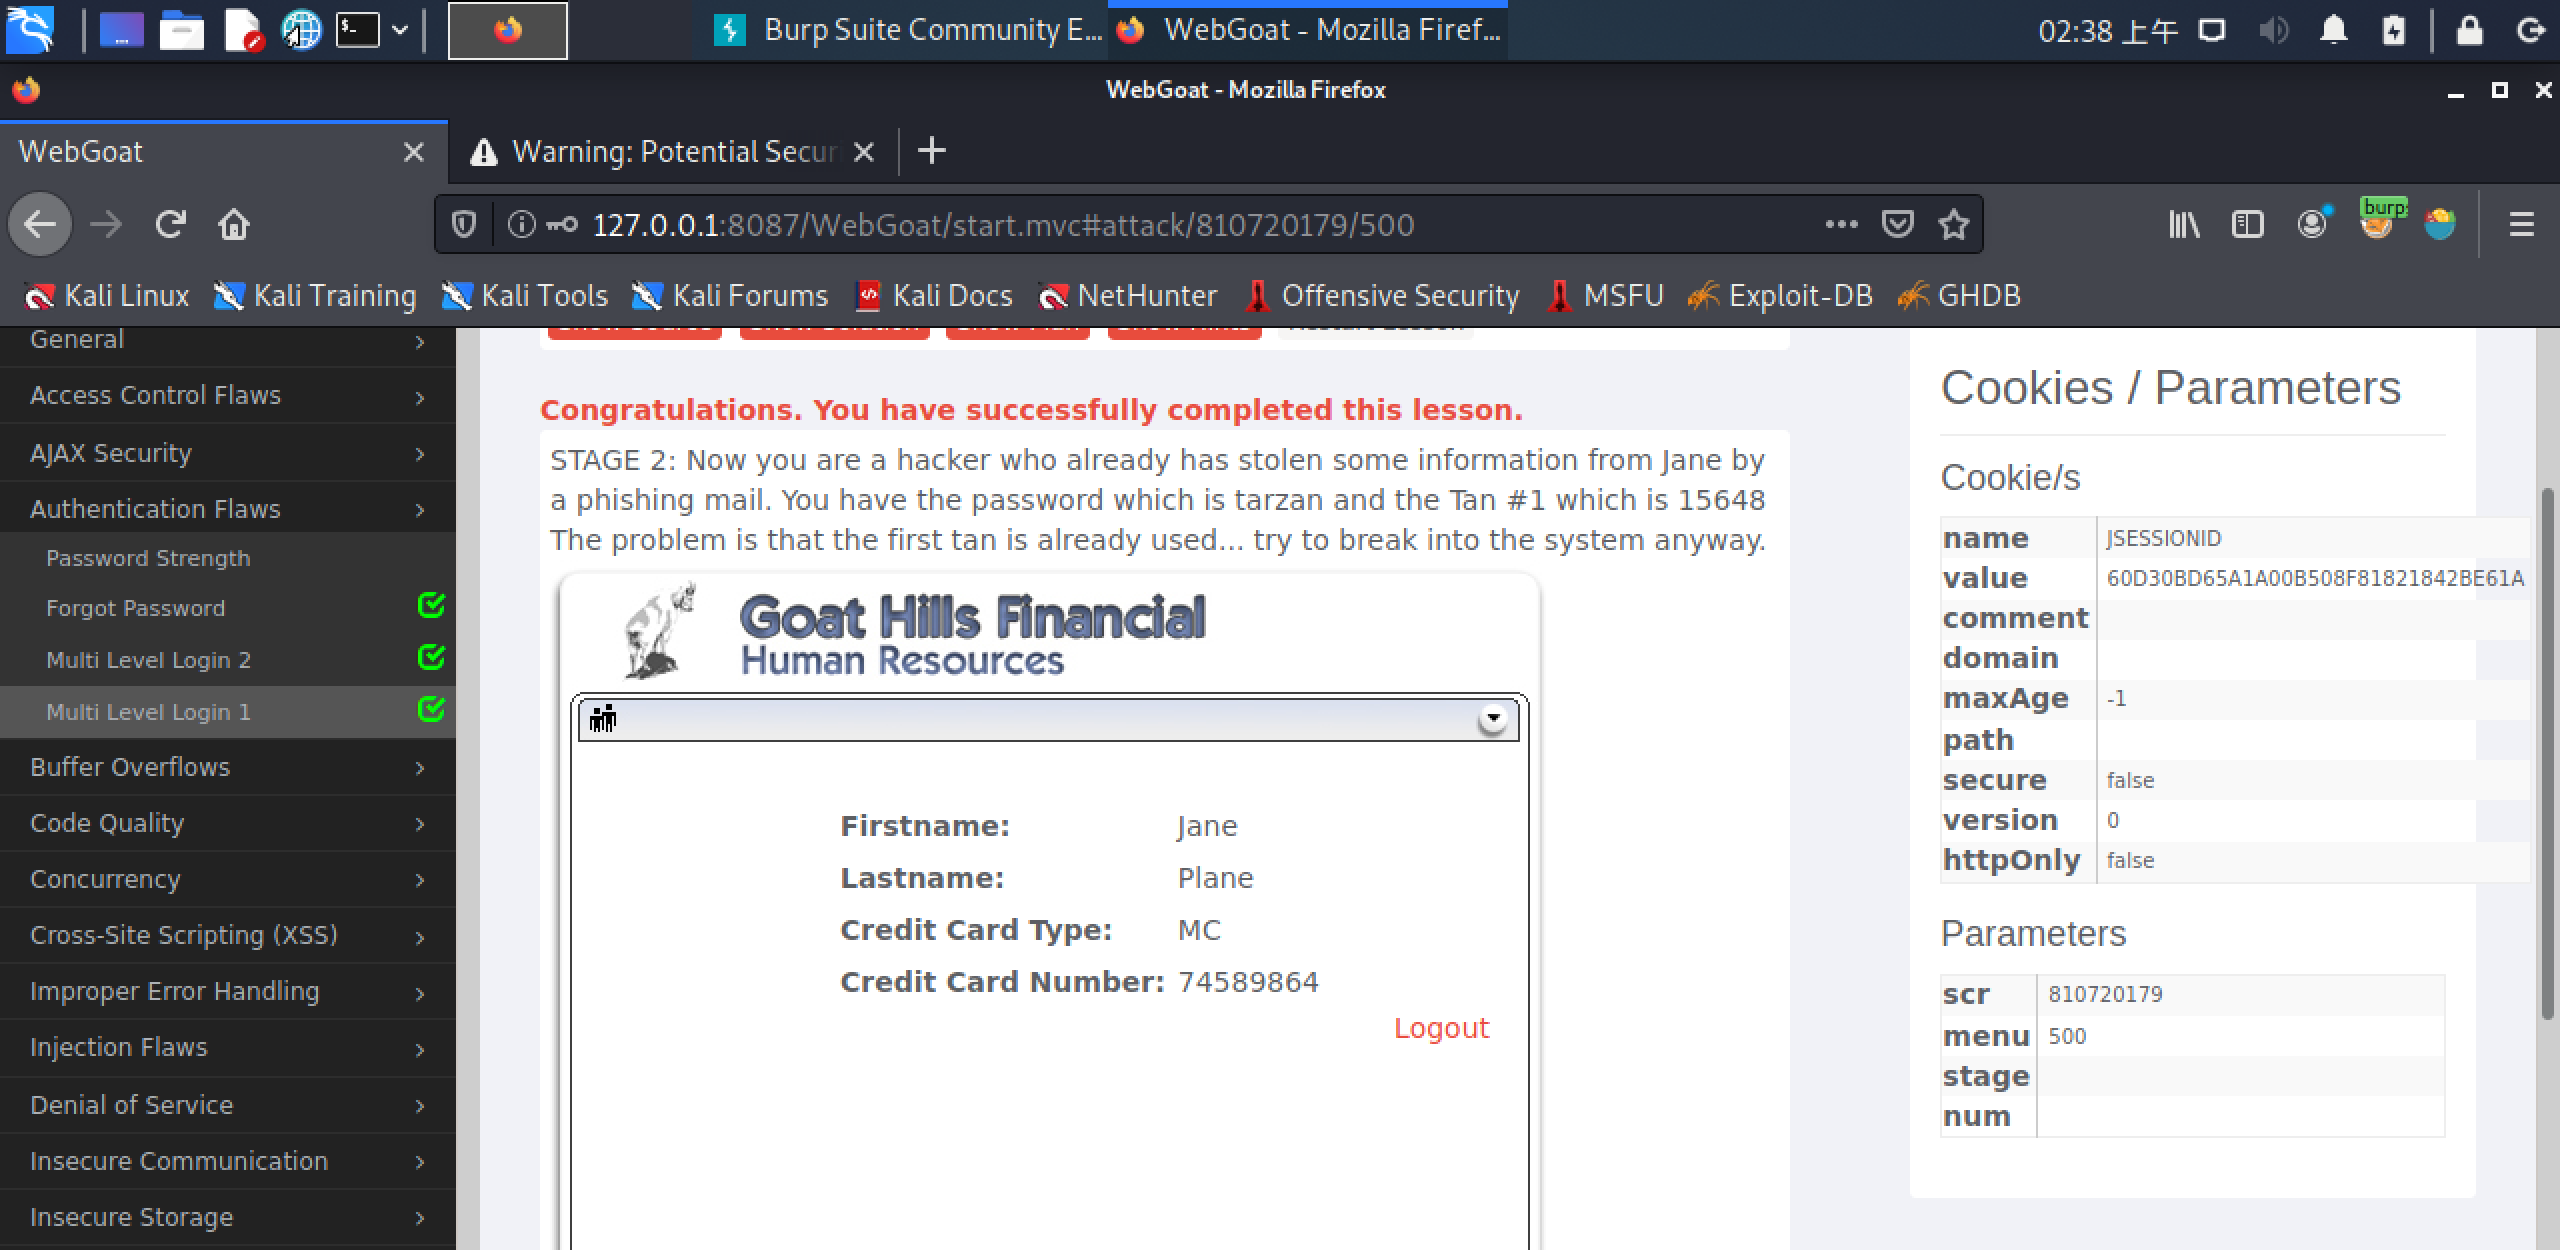 Burp Suite Community E...
WebGoat - Mozilla Firef...
02:38 上午
WebGoat - Mozilla Firefox
WebGoat
Warning: Potential Securi
127.0.0.1:8087/WebGoat/start.mvc#attack/810720179/500
burp
Kali Linux
Kali Training
Kali Tools
Kali Forums
Kali Docs
NetHunter
Offensive Security
MSFU
Exploit-DB
GHDB
General
Access Control Flaws
AJAX Security
Authentication Flaws
Password Strength
Forgot Password
Multi Level Login 2
Multi Level Login 1
Buffer Overflows
Code Quality
Concurrency
Cross-Site Scripting (XSS)
Improper Error Handling
Injection Flaws
Denial of Service
Insecure Communication
Insecure Storage
Congratulations. You have successfully completed this lesson.
STAGE 2: Now you are a hacker who already has stolen some information from Jane by
a phishing mail. You have the password which is tarzan and the Tan #1 which is 15648
The problem is that the first tan is already used... try to break into the system anyway.
Goat Hills Financial
Human Resources
Firstname: Jane
Lastname: Plane
Credit Card Type: MC
Credit Card Number: 74589864
Logout
Cookies / Parameters
Cookie/s
name JSESSIONID
value 60D30BD65A1A00B508F81821842BE61A
comment
domain
maxAge -1
path
secure false
version 0
httpOnly false
Parameters
scr 810720179
menu 500
stage
num